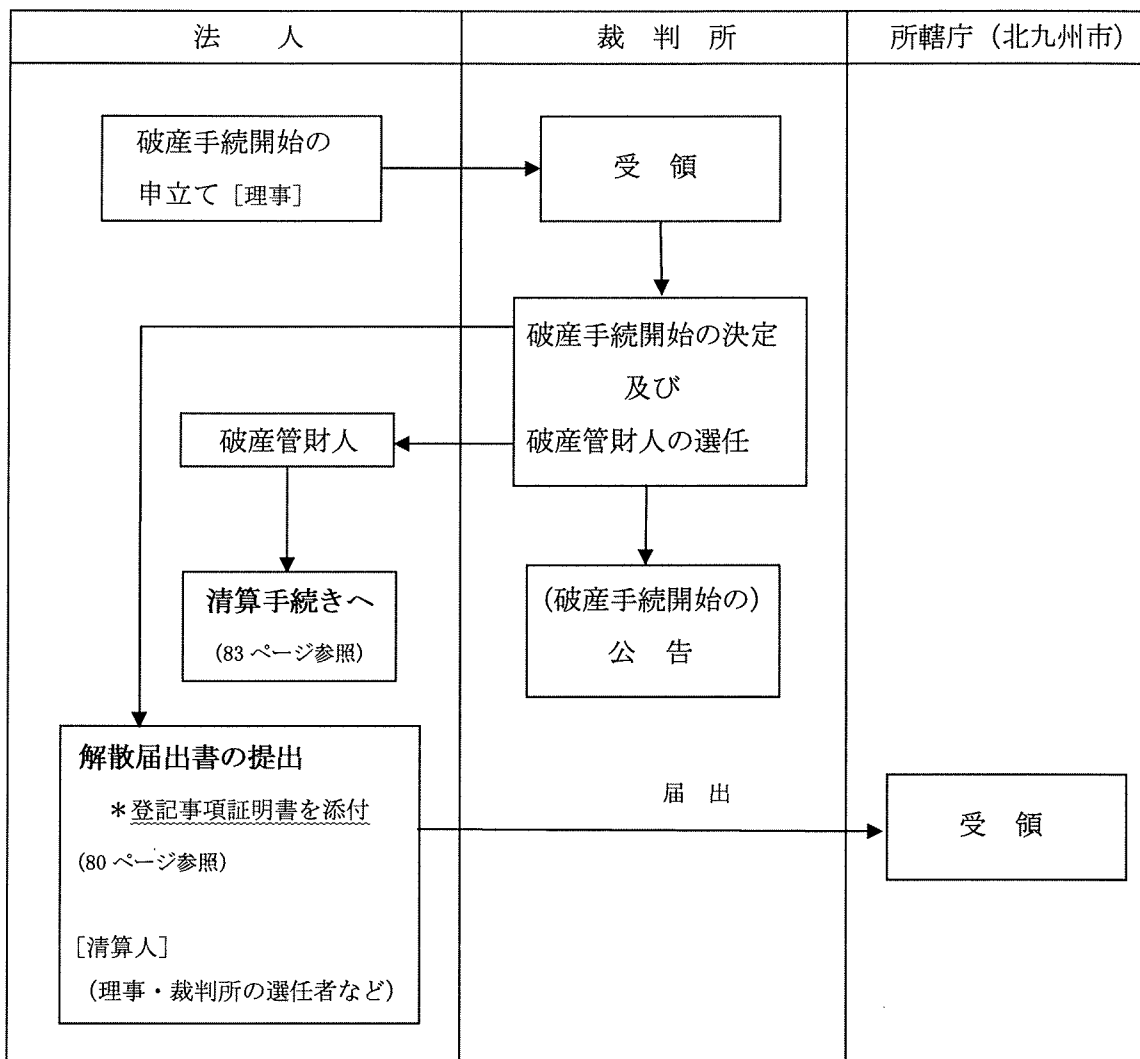 法　人
裁　判　所
所轄庁（北九州市）
破産手続開始の
申立て［理事］
受　領
破産手続開始の決定
及び
破産管財人の選任
破産管財人
清算手続きへ
（83 ページ参照）
（破産手続開始の）
公　告
解散届出書の提出
＊登記事項証明書を添付
（80 ページ参照）
［清算人］
（理事・裁判所の選任者など）
届　出
受　領